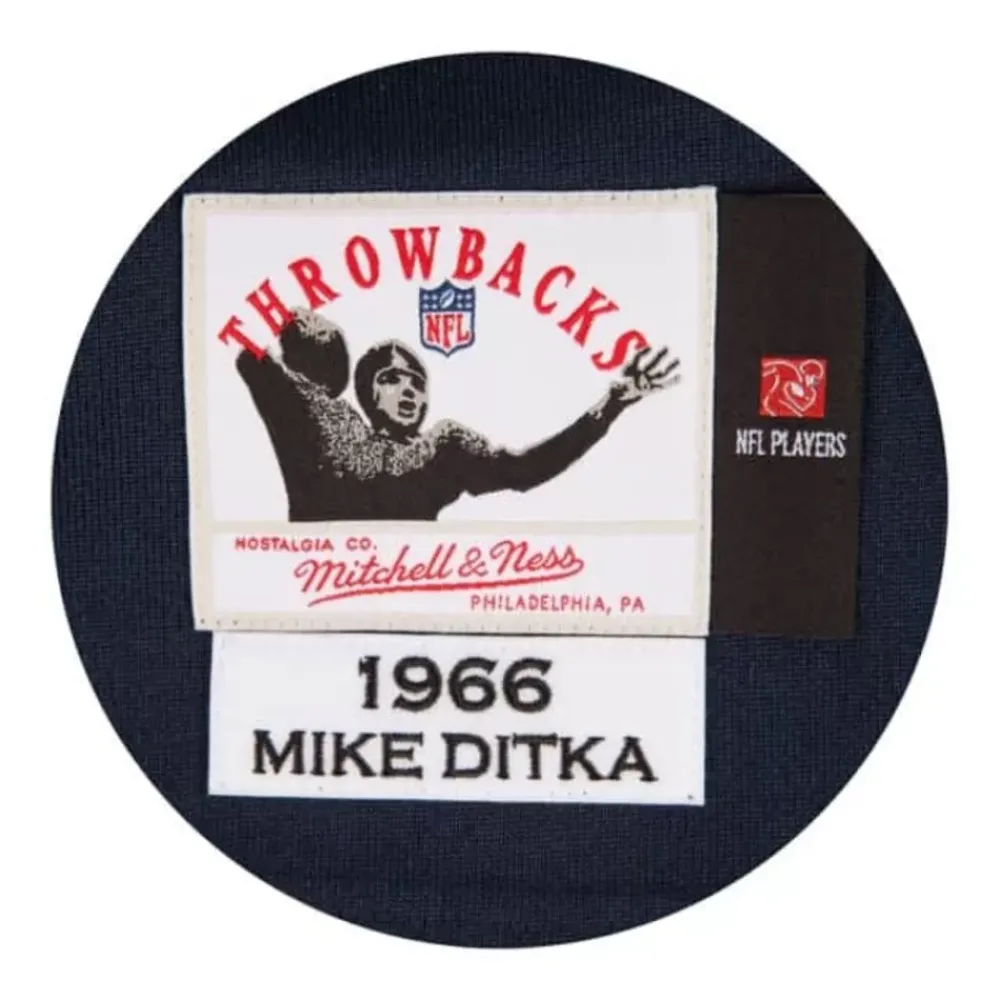 THROWBACKS
NFL
NOSTALGIA CO.
Mitchell & Ness
PHILADELPHIA, PA
NFL PLAYERS
1966
MIKE DITKA